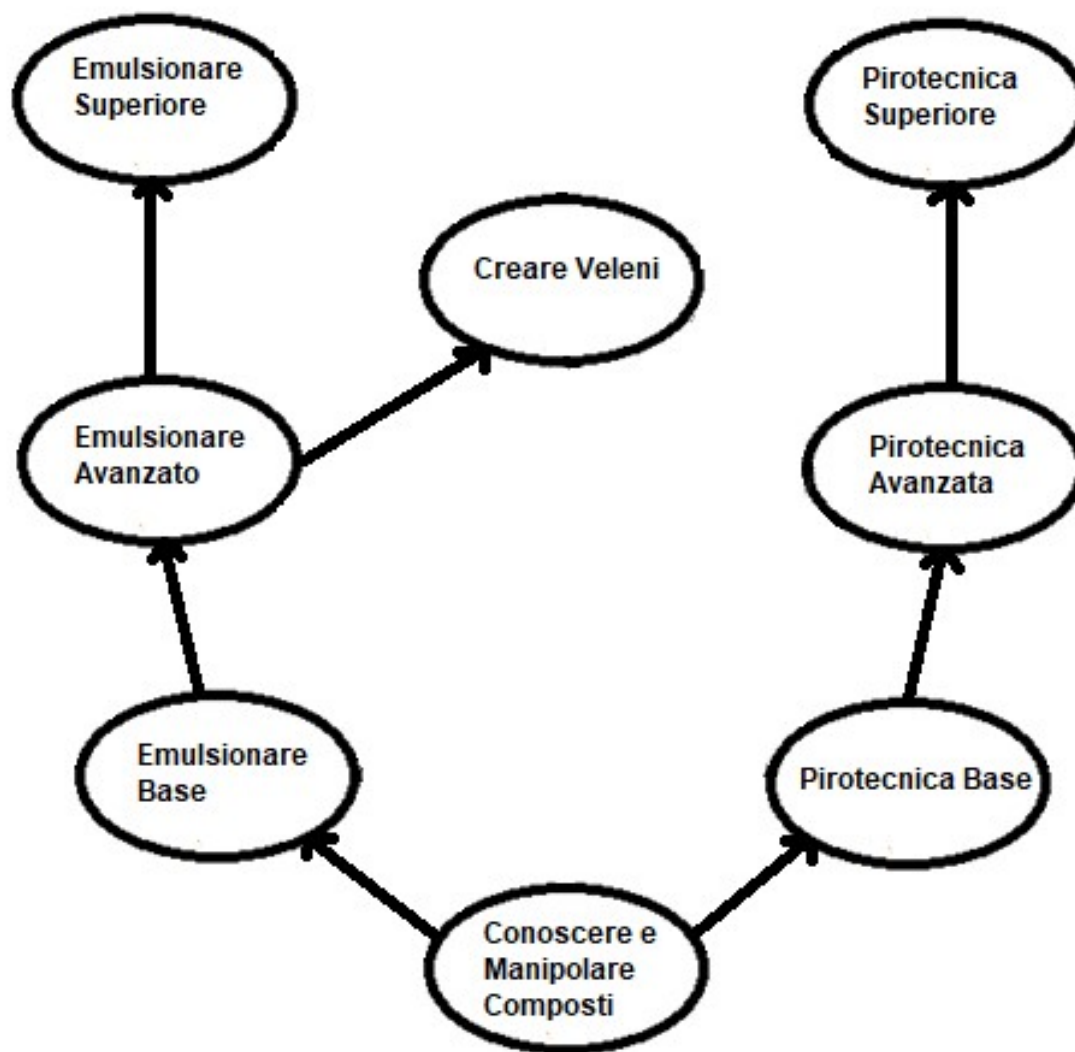 Emulsionare
Superiore
Pirotecnica
Superiore
Creare Veleni
Emulsionare
Avanzato
Pirotecnica
Avanzata
Emulsionare
Base
Pirotecnica Base
Conoscere e
Manipolare
Composti